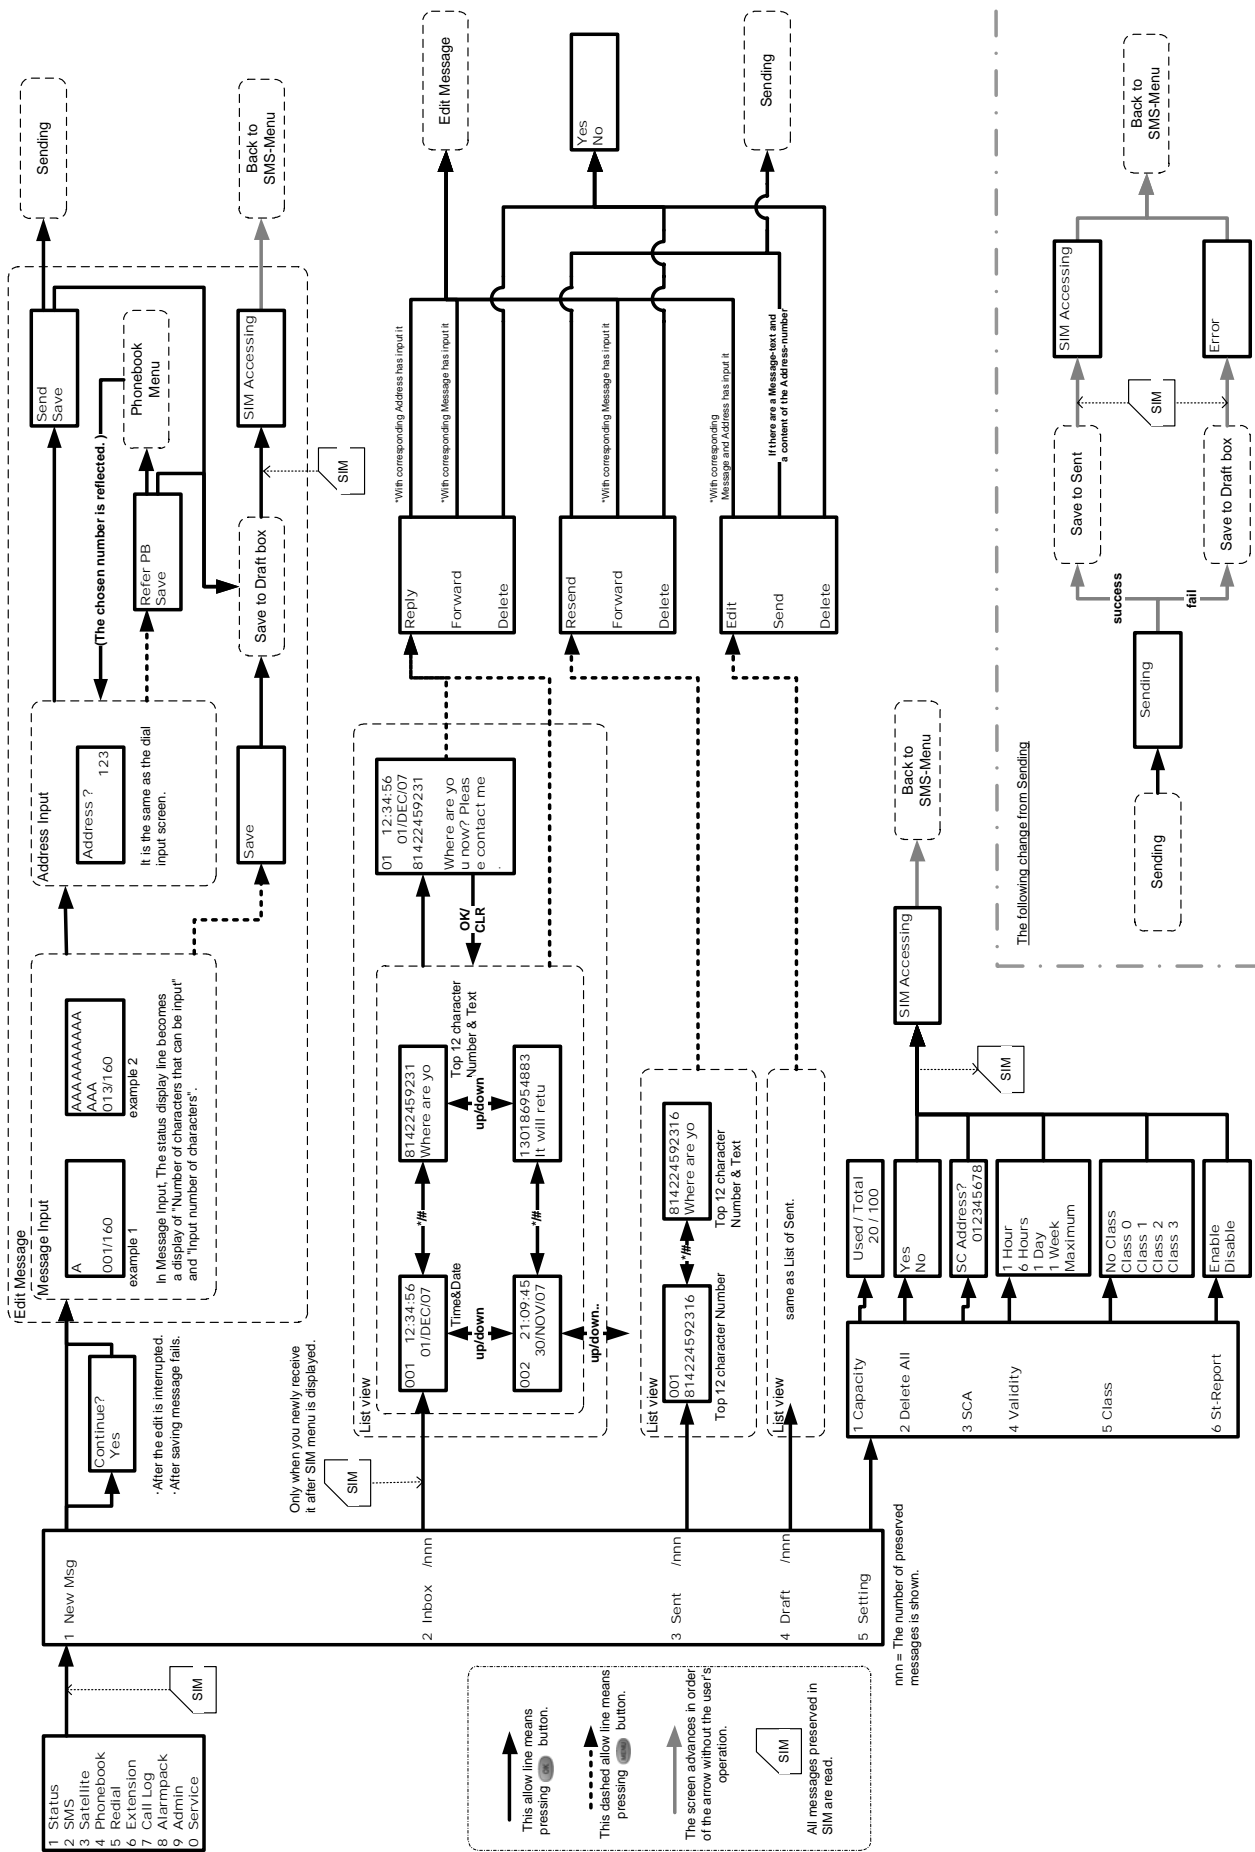 1 Status
2 SMS
3 Satellite
4 Phonebook
5 Redial
6 Extension
7 Call Log
8 Alarmpack
9 Admin
0 Service
SIM
1 New Msg
2 Inbox /nnn
3 Sent /nnn
4 Draft /nnn
5 Setting
nnn = The number of preserved
messages is shown.
This allow line means
pressing OK button.
This dashed allow line means
pressing MENU button.
The screen advances in order
of the arrow without the user's
operation.
SIM
All messages preserved in
SIM are read.
Continue?
Yes
· After the edit is interrupted.
· After saving message fails.
Edit Message
Message Input
A
001/160
example 1
AAAAAAAAAA
AAA
013/160
example 2
In Message Input, The status display line becomes
a display of "Number of characters that can be input"
and "Input number of characters".
Address Input
Address ?
123
It is the same as the dial
input screen.
(The chosen number is reflected. )
Send
Save
Sending
Refer PB
Save
Phonebook
Menu
Save
Save to Draft box
SIM
SIM Accessing
Back to
SMS-Menu
Only when you newly receive
it after SIM menu is displayed.
SIM
List view
001 12:34:56
01/DEC/07
Time&Date
*/#
81422459231
Where are yo
Top 12 character
Number & Text
up/down
up/down
002 21:09:45
30/NOV/07
*/#
130186954883
It will retu
up/down..
OK/
CLR
01 12:34:56
01/DEC/07
81422459231
Where are yo
u now? Pleas
e contact me
.
Reply
Forward
Delete
*With corresponding Address has input it
*With corresponding Message has input it
Edit Message
List view
001
814224592316
Top 12 character Number
*/#
814224592316
Where are yo
Top 12 character
Number & Text
Resend
Forward
Delete
*With corresponding Message has input it
Yes
No
List view
same as List of Sent.
Edit
Send
Delete
*With corresponding
Message and Address has input it
If there are a Message-text and
a content of the Address-number
Sending
1 Capacity
2 Delete All
3 SCA
4 Validity
5 Class
6 St-Report
Used / Total
20 / 100
Yes
No
SC Address?
012345678
1 Hour
6 Hours
1 Day
1 Week
Maximum
No Class
Class 0
Class 1
Class 2
Class 3
Enable
Disable
SIM
SIM Accessing
Back to
SMS-Menu
The following change from Sending
Sending
Sending
success
fail
Save to Sent
Save to Draft box
SIM
SIM Accessing
Error
Back to
SMS-Menu